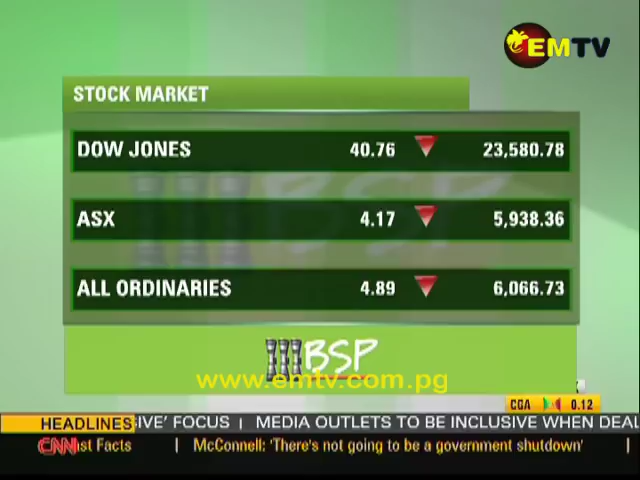 EMTV
STOCK MARKET
DOW JONES 40.76 23,580.78
ASX 4.17 5,938.36
ALL ORDINARIES 4.89 6,066.73
BSP
www.emtv.com.pg
CGA 0.12
HEADLINES IVE' FOCUS | MEDIA OUTLETS TO BE INCLUSIVE WHEN DEAL
CNN st Facts | McConnell: 'There's not going to be a government shutdown'